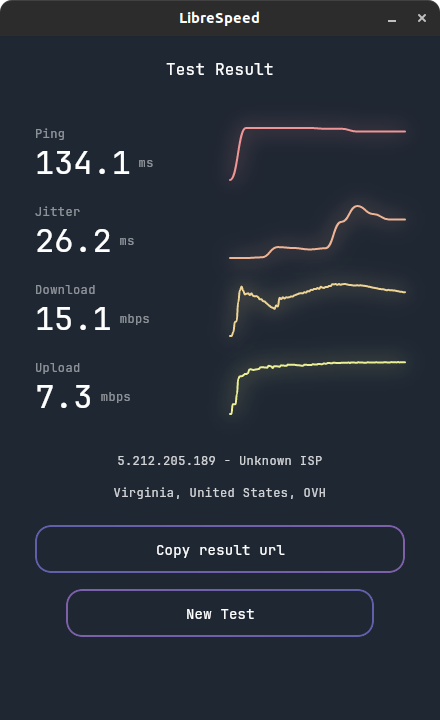 LibreSpeed
Test Result
Ping
134.1 ms
Jitter
26.2 ms
Download
15.1 mbps
Upload
7.3 mbps
5.212.205.189 - Unknown ISP
Virginia, United States, OVH
Copy result url
New Test